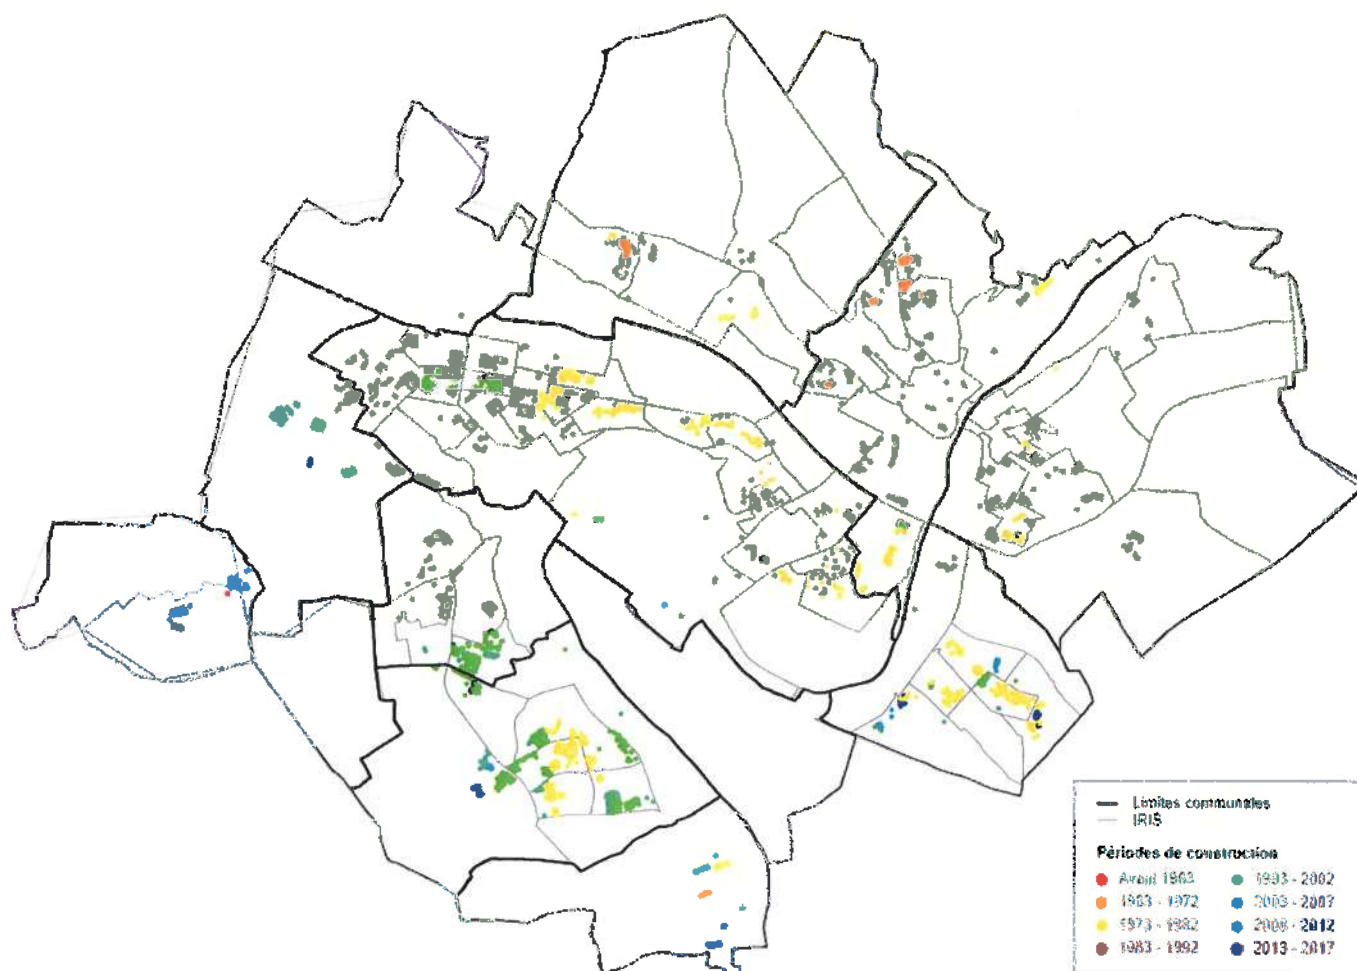 Limites communales
IRIS
Périodes de construction
Avant 1963
1963 - 1972
1973 - 1982
1983 - 1992
1993 - 2002
2003 - 2007
2008 - 2012
2013 - 2017